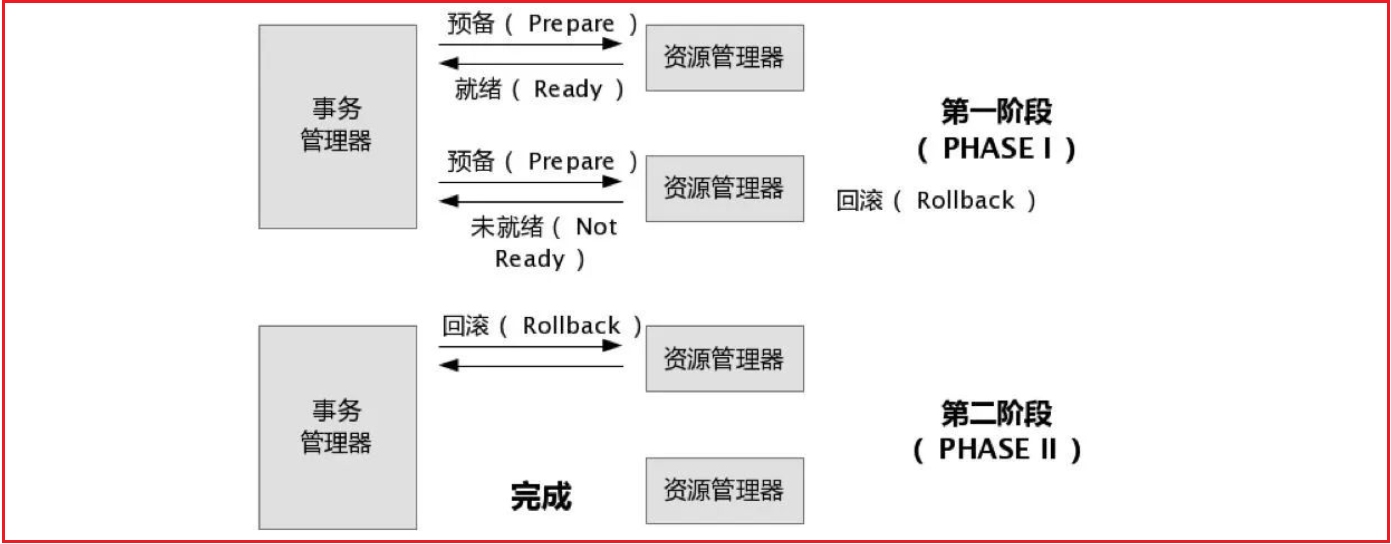 预备（ Prepare ）
资源管理器
就绪（ Ready ）
事务
管理器
第一阶段
（ PHASE I ）
预备（ Prepare ）
资源管理器
回滚（ Rollback ）
未就绪（ Not
Ready ）
回滚（ Rollback ）
资源管理器
事务
管理器
第二阶段
（ PHASE II ）
完成
资源管理器